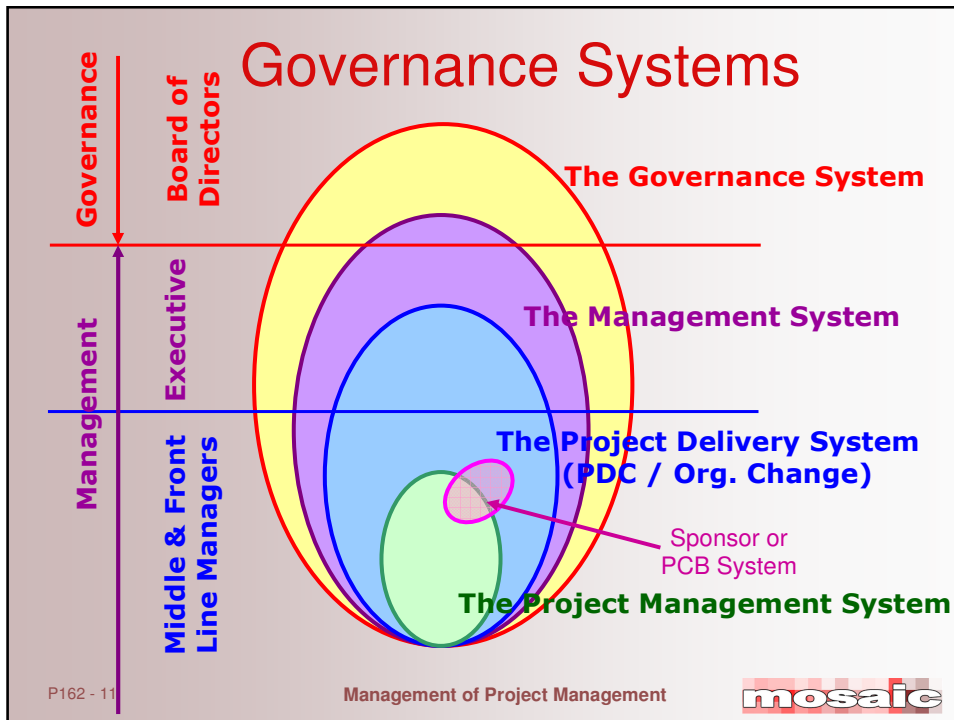 Governance Systems
Governance
Board of
Directors
The Governance System
Management
Executive
The Management System
Middle & Front
Line Managers
The Project Delivery System
(PDC / Org. Change)
Sponsor or
PCB System
The Project Management System
P162 - 11
Management of Project Management
mosaic